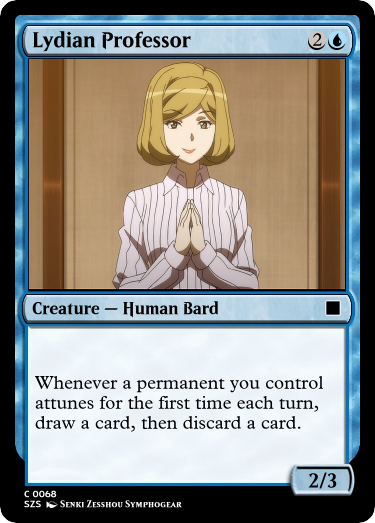 Lydian Professor 2
Creature — Human Bard
Whenever a permanent you control
attunes for the first time each turn,
draw a card, then discard a card.
2/3
C 0068
SZS Senki Zesshou Symphogear